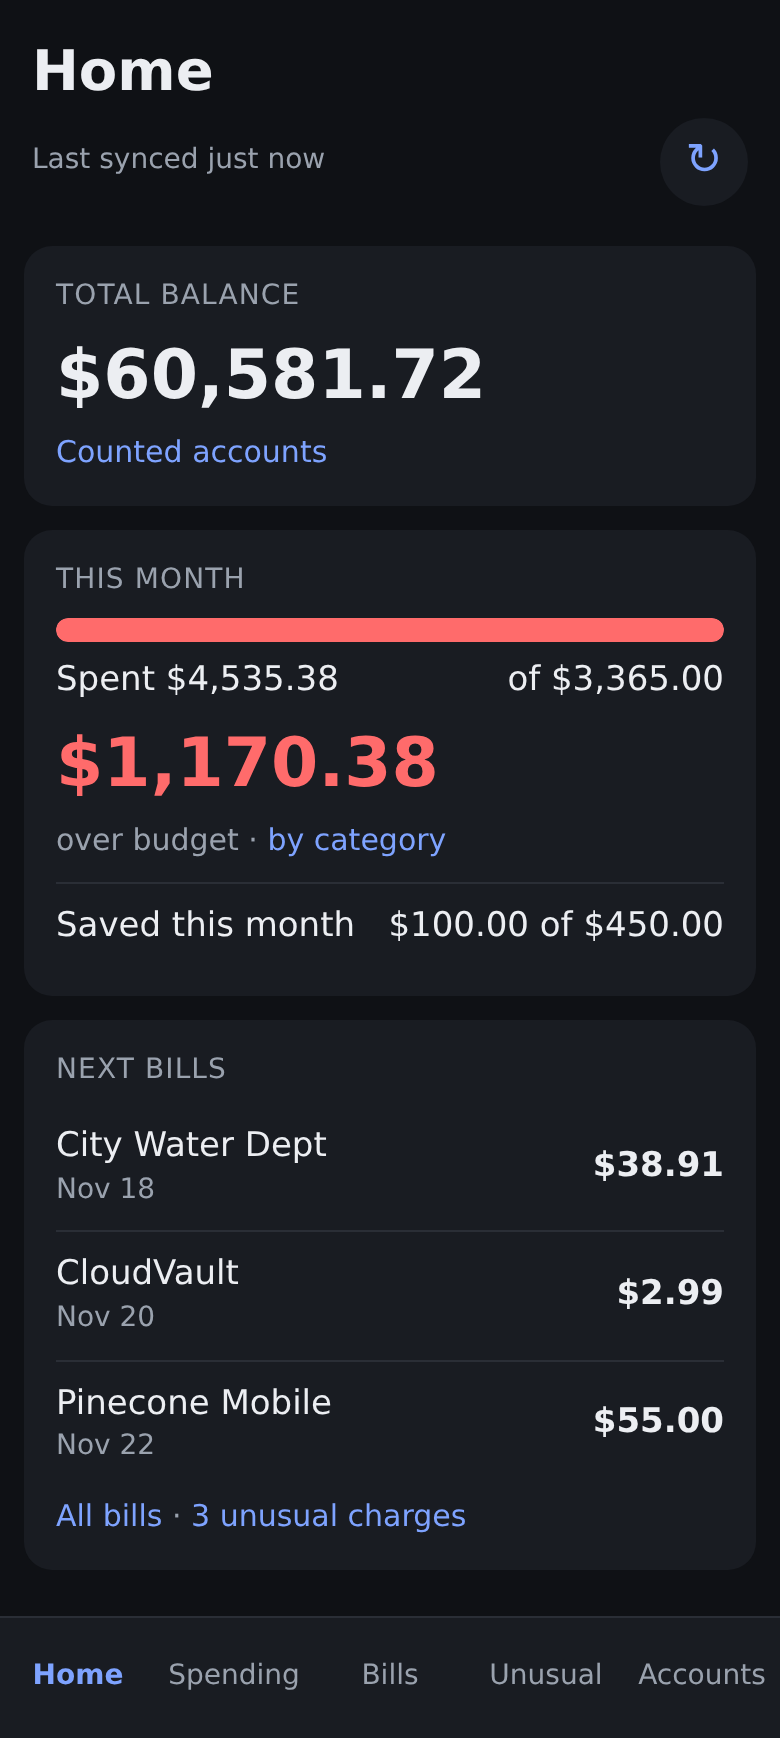 Home
Last synced just now
↻
TOTAL BALANCE
$60,581.72
Counted accounts
THIS MONTH
Spent $4,535.38 of $3,365.00
$1,170.38
over budget · by category
Saved this month $100.00 of $450.00
NEXT BILLS
City Water Dept
Nov 18
$38.91
CloudVault
Nov 20
$2.99
Pinecone Mobile
Nov 22
$55.00
All bills · 3 unusual charges
Home Spending Bills Unusual Accounts